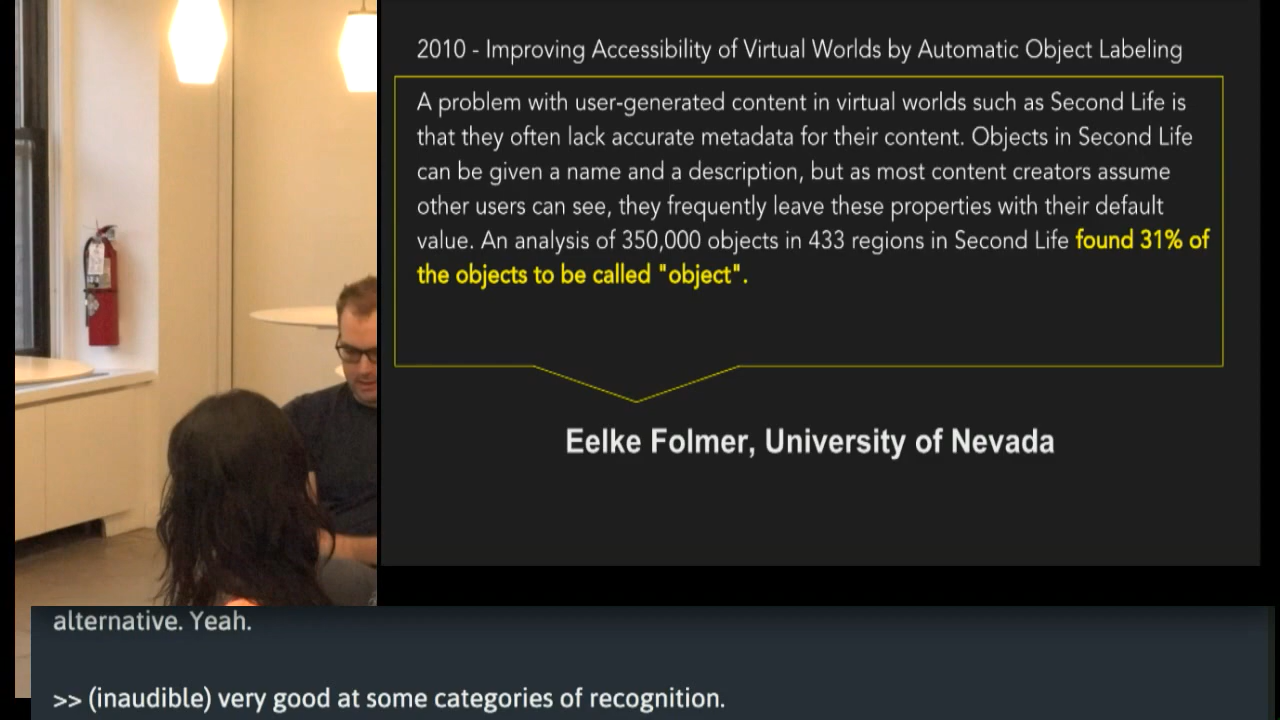 2010 - Improving Accessibility of Virtual Worlds by Automatic Object Labeling
A problem with user-generated content in virtual worlds such as Second Life is
that they often lack accurate metadata for their content. Objects in Second Life
can be given a name and a description, but as most content creators assume
other users can see, they frequently leave these properties with their default
value. An analysis of 350,000 objects in 433 regions in Second Life found 31% of
the objects to be called "object".
Eelke Folmer, University of Nevada
alternative. Yeah.
>> (inaudible) very good at some categories of recognition.